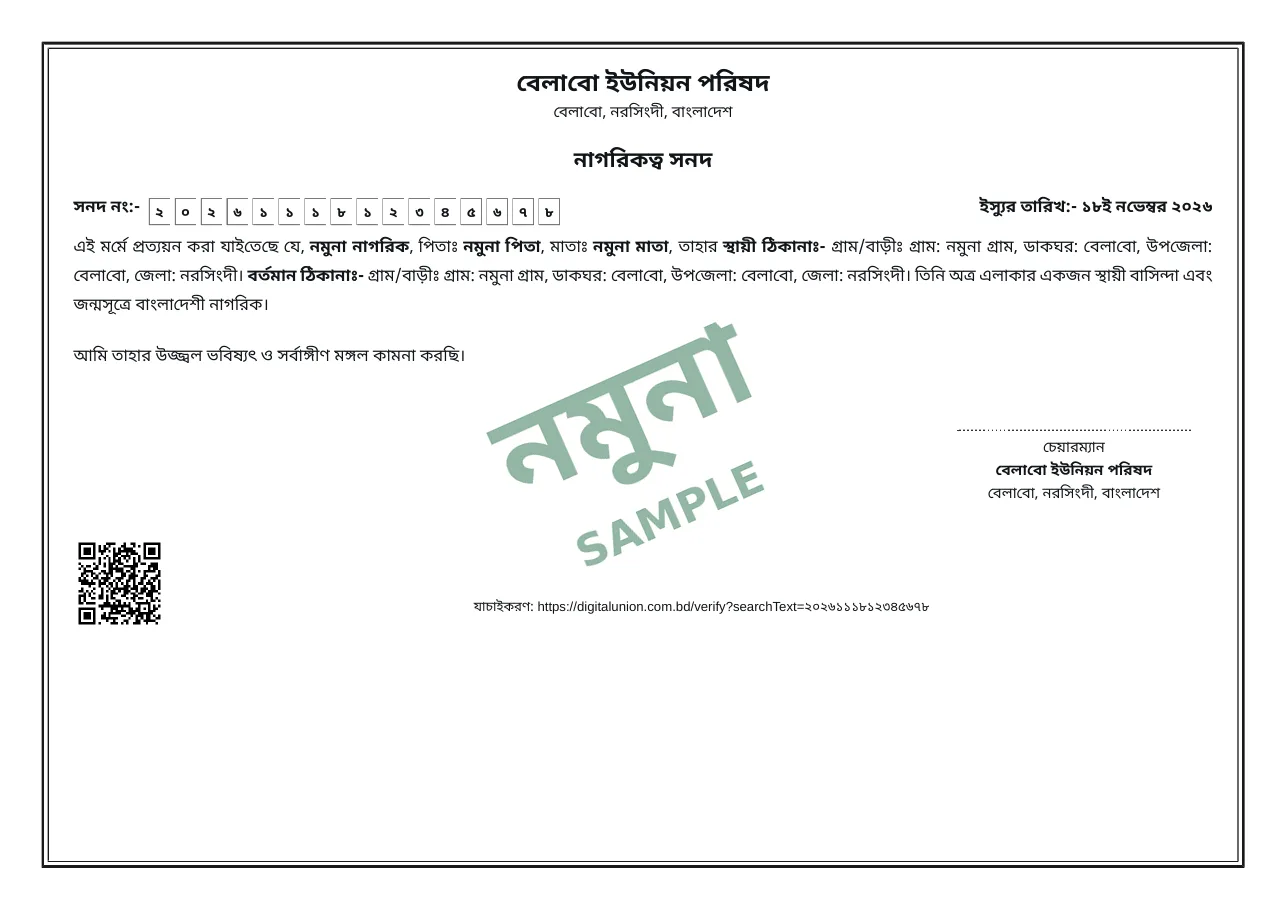 বেলাবো ইউনিয়ন পরিষদ
বেলাবো, নরসিংদী, বাংলাদেশ
নাগরিকত্ব সনদ
সনদ নং:- ২ ০ ২ ৬ ১ ১ ১ ৮ ১ ২ ৩ ৪ ৫ ৬ ৭ ৮ ইস্যুর তারিখ:- ১৮ই নভেম্বর ২০২৬
এই মর্মে প্রত্যয়ন করা যাইতেছে যে, নমুনা নাগরিক, পিতাঃ নমুনা পিতা, মাতাঃ নমুনা মাতা, তাহার স্থায়ী ঠিকানাঃ- গ্রাম/বাড়ীঃ গ্রাম: নমুনা গ্রাম, ডাকঘর: বেলাবো, উপজেলা:
বেলাবো, জেলা: নরসিংদী। বর্তমান ঠিকানাঃ- গ্রাম/বাড়ীঃ গ্রাম: নমুনা গ্রাম, ডাকঘর: বেলাবো, উপজেলা: বেলাবো, জেলা: নরসিংদী। তিনি অত্র এলাকার একজন স্থায়ী বাসিন্দা এবং
জন্মসূত্রে বাংলাদেশী নাগরিক।
আমি তাহার উজ্জ্বল ভবিষ্যৎ ও সর্বাঙ্গীণ মঙ্গল কামনা করছি।
নমুনা
SAMPLE
চেয়ারম্যান
বেলাবো ইউনিয়ন পরিষদ
বেলাবো, নরসিংদী, বাংলাদেশ
যাচাইকরণ: https://digitalunion.com.bd/verify?searchText=২০২৬১১১৮১২৩৪৫৬৭৮